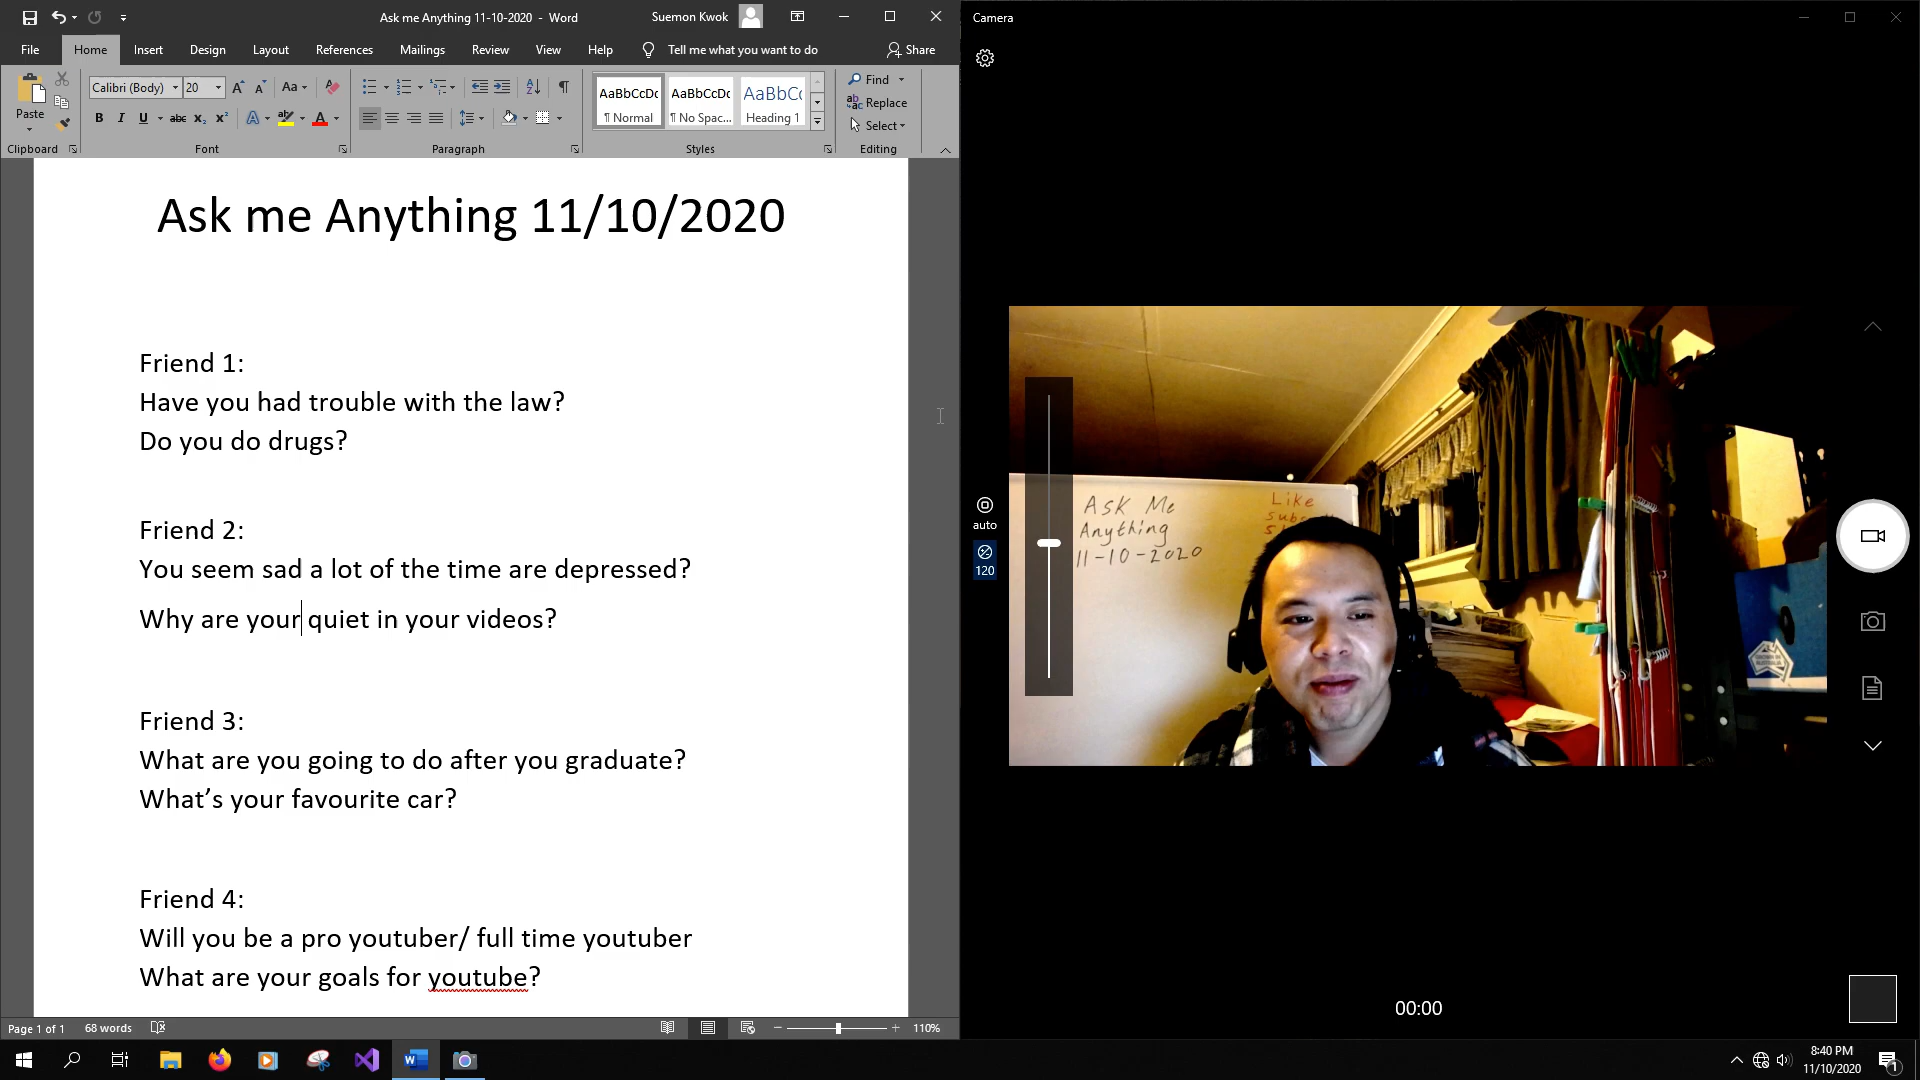 Ask me Anything 11-10-2020 - Word
Suemon Kwok
File Home Insert Design Layout References Mailings Review View Help Tell me what you want to do Share
Paste
Calibri (Body) 20 Aa
B I U abc x₂ x² A A
AaBbCcDc AaBbCcDc AaBbCc
¶ Normal ¶ No Spac... Heading 1
Find
Replace
Select
Clipboard Font Paragraph Styles Editing
Ask me Anything 11/10/2020
Friend 1:
Have you had trouble with the law?
Do you do drugs?
Friend 2:
You seem sad a lot of the time are depressed?
Why are your quiet in your videos?
Friend 3:
What are you going to do after you graduate?
What’s your favourite car?
Friend 4:
Will you be a pro youtuber/ full time youtuber
What are your goals for youtube?
Page 1 of 1 68 words 110%
Camera
auto
120
Ask Me
Anything
11-10-2020
Like
00:00
8:40 PM
11/10/2020
1